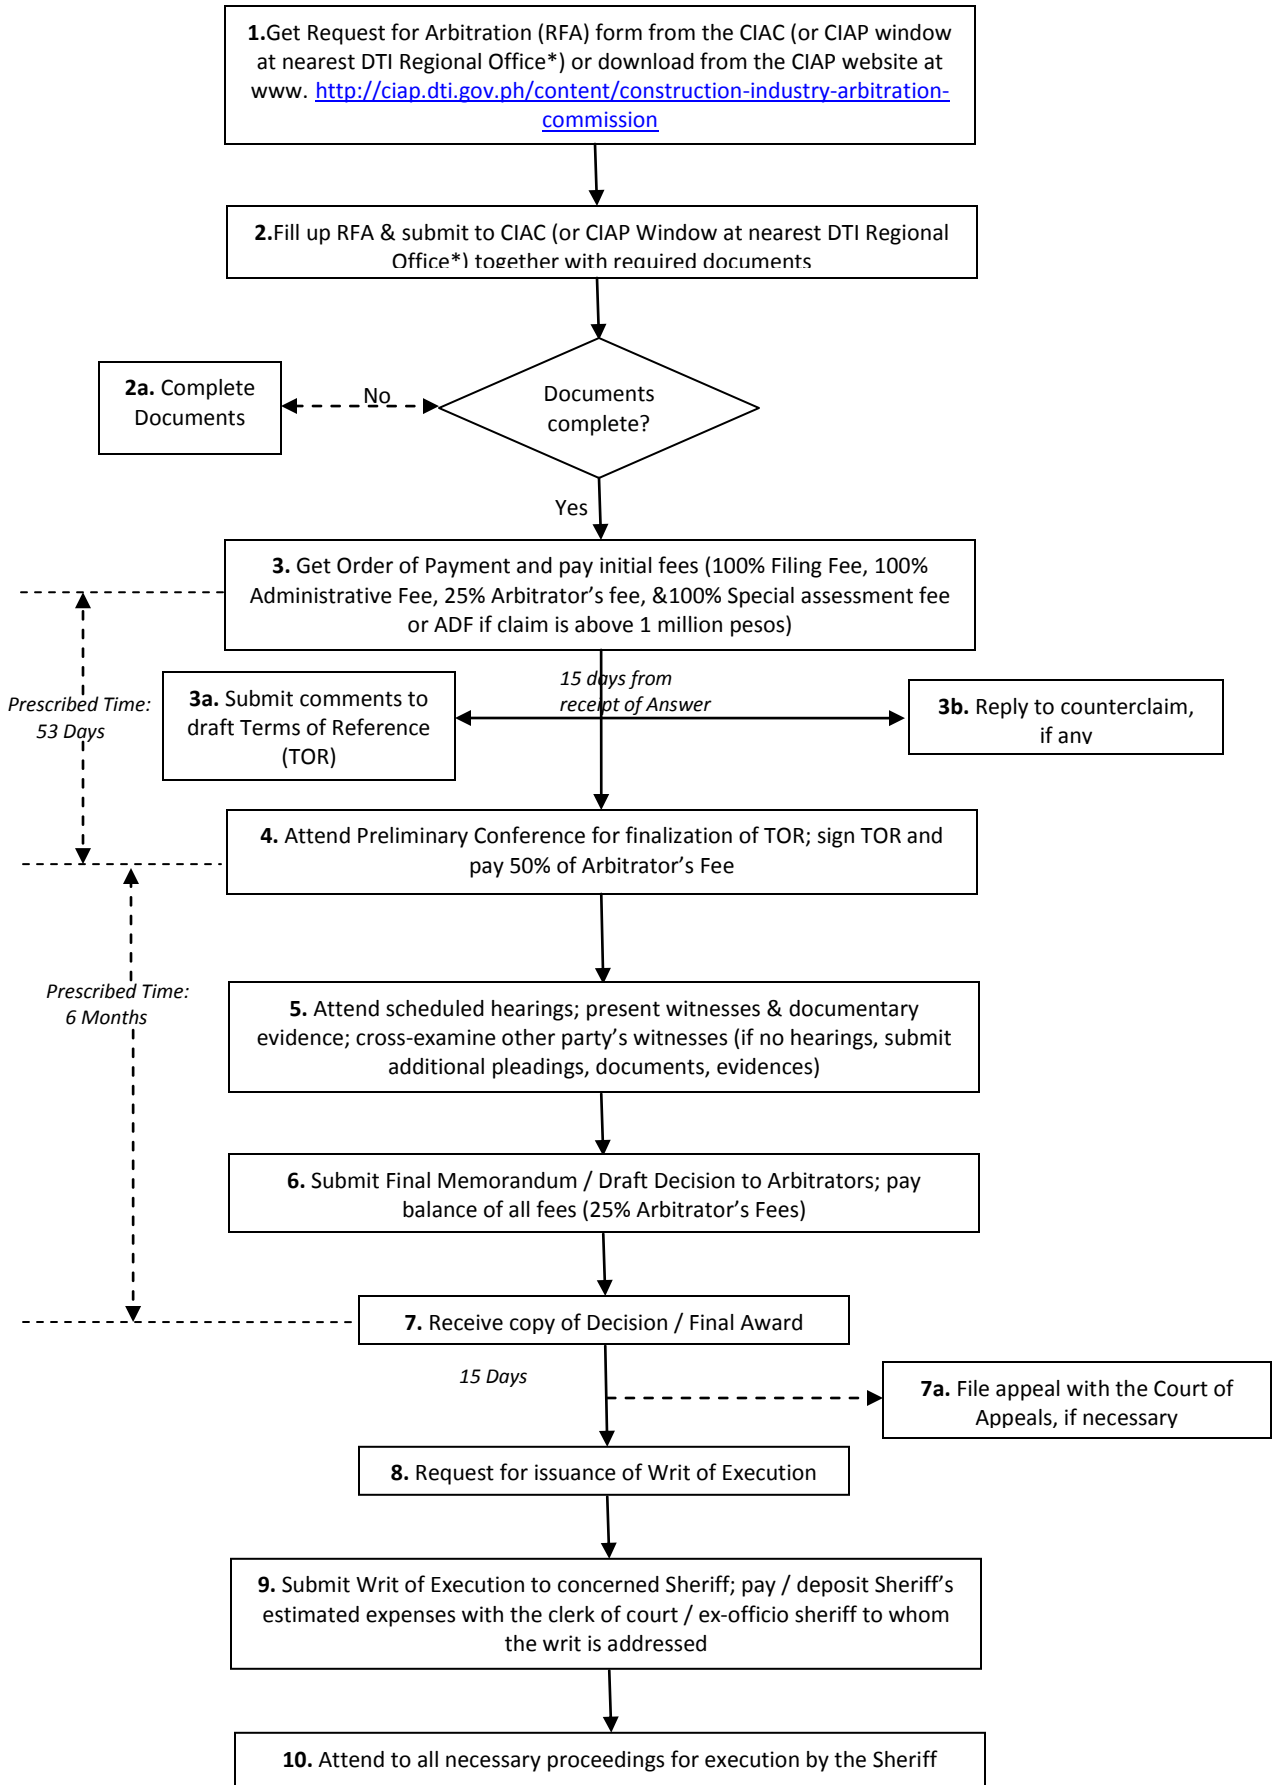 1.Get Request for Arbitration (RFA) form from the CIAC (or CIAP window
at nearest DTI Regional Office*) or download from the CIAP website at
www. http://ciap.dti.gov.ph/content/construction-industry-arbitration-
commission
2.Fill up RFA & submit to CIAC (or CIAP Window at nearest DTI Regional
Office*) together with required documents
2a. Complete
Documents
No
Documents
complete?
Yes
3. Get Order of Payment and pay initial fees (100% Filing Fee, 100%
Administrative Fee, 25% Arbitrator’s fee, &100% Special assessment fee
or ADF if claim is above 1 million pesos)
Prescribed Time:
53 Days
3a. Submit comments to
draft Terms of Reference
(TOR)
15 days from
receipt of Answer
3b. Reply to counterclaim,
if any
4. Attend Preliminary Conference for finalization of TOR; sign TOR and
pay 50% of Arbitrator’s Fee
Prescribed Time:
6 Months
5. Attend scheduled hearings; present witnesses & documentary
evidence; cross-examine other party’s witnesses (if no hearings, submit
additional pleadings, documents, evidences)
6. Submit Final Memorandum / Draft Decision to Arbitrators; pay
balance of all fees (25% Arbitrator’s Fees)
7. Receive copy of Decision / Final Award
15 Days
7a. File appeal with the Court of
Appeals, if necessary
8. Request for issuance of Writ of Execution
9. Submit Writ of Execution to concerned Sheriff; pay / deposit Sheriff’s
estimated expenses with the clerk of court / ex-officio sheriff to whom
the writ is addressed
10. Attend to all necessary proceedings for execution by the Sheriff